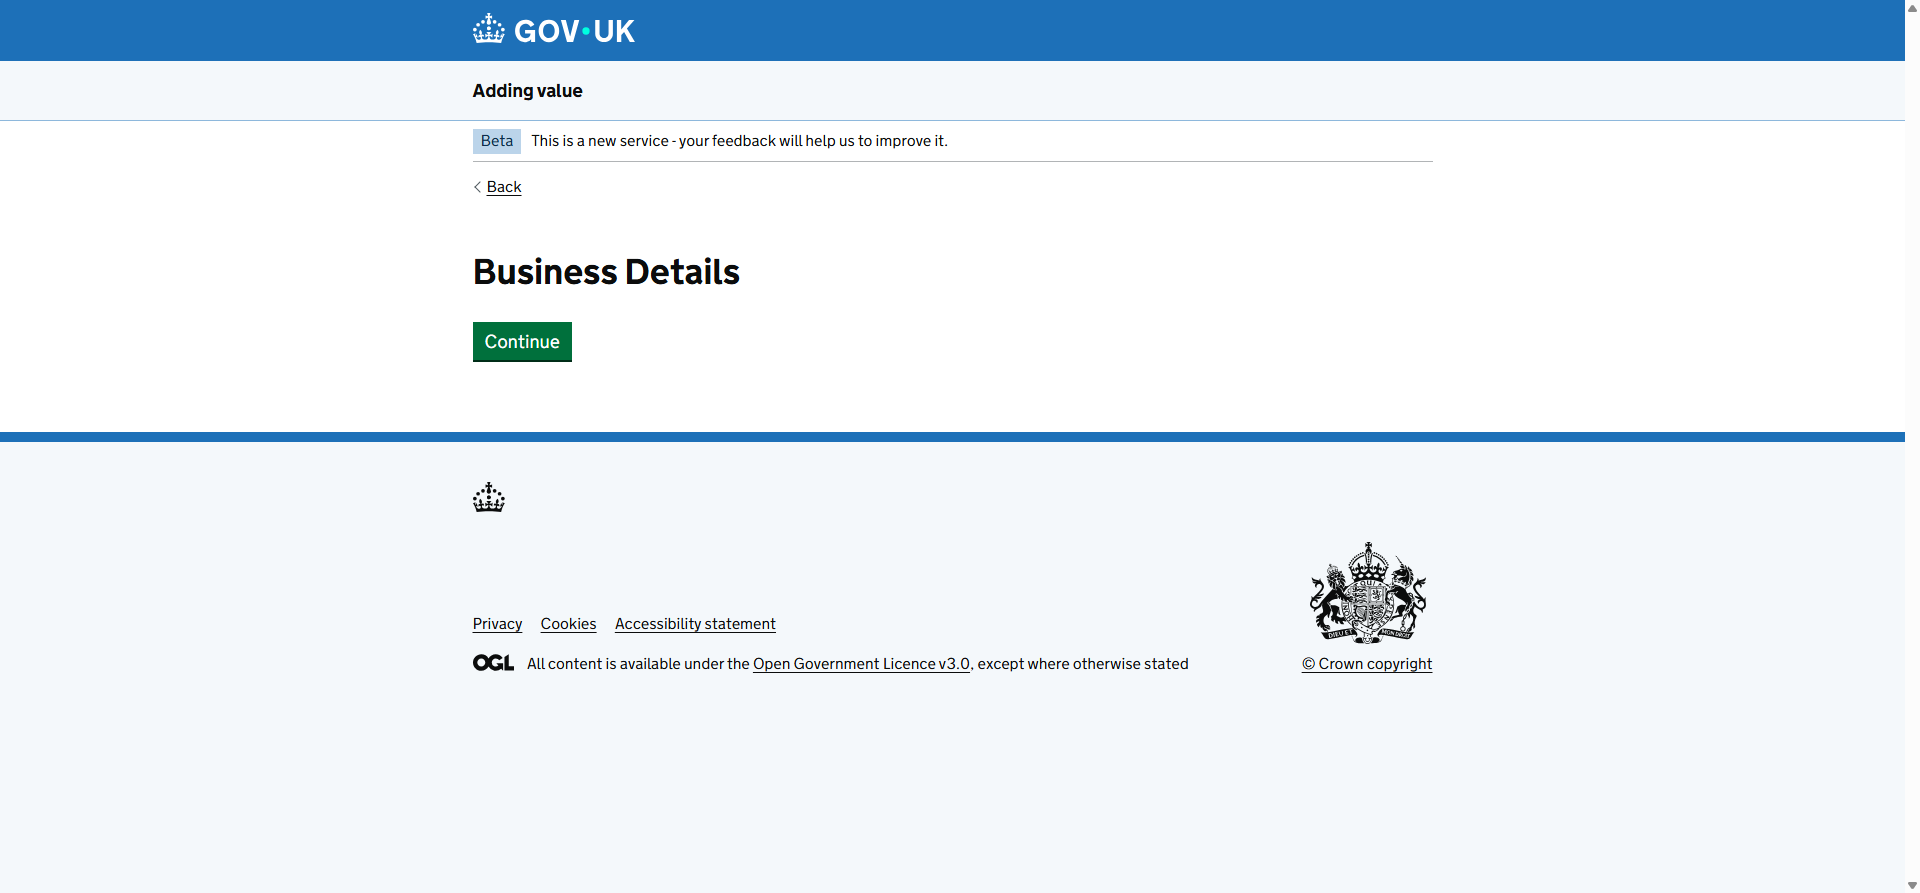 GOV·UK
Adding value
Beta This is a new service - your feedback will help us to improve it.
Back
Business Details
Continue
Privacy Cookies Accessibility statement
OGL All content is available under the Open Government Licence v3.0, except where otherwise stated
© Crown copyright